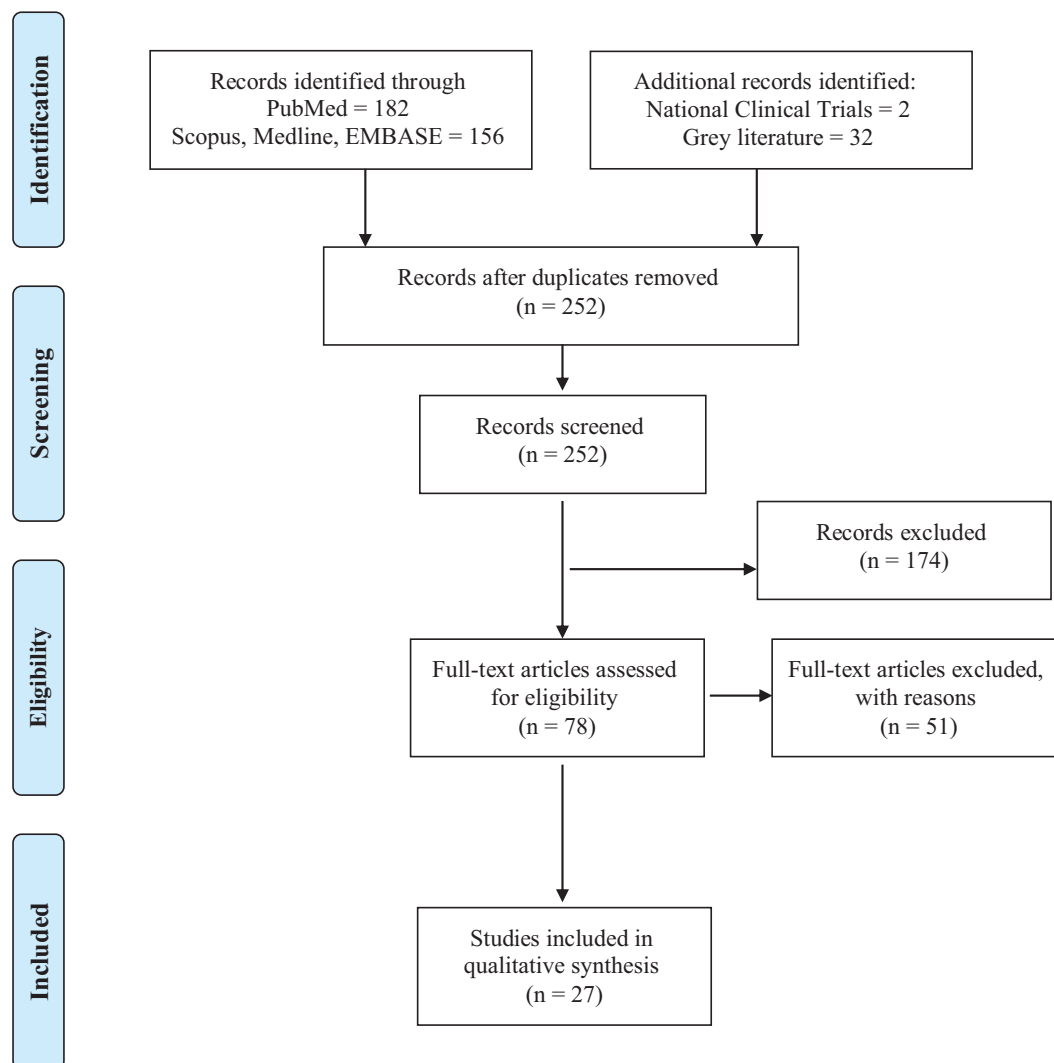 Identification
Records identified through
PubMed = 182
Scopus, Medline, EMBASE = 156
Additional records identified:
National Clinical Trials = 2
Grey literature = 32
Records after duplicates removed
(n = 252)
Screening
Records screened
(n = 252)
Records excluded
(n = 174)
Eligibility
Full-text articles assessed
for eligibility
(n = 78)
Full-text articles excluded,
with reasons
(n = 51)
Included
Studies included in
qualitative synthesis
(n = 27)